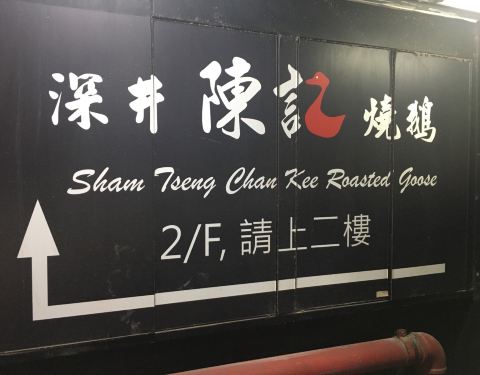 深井 陳記 燒鵝
Sham Tseng Chan Kee Roasted Goose
2/F, 請上二樓